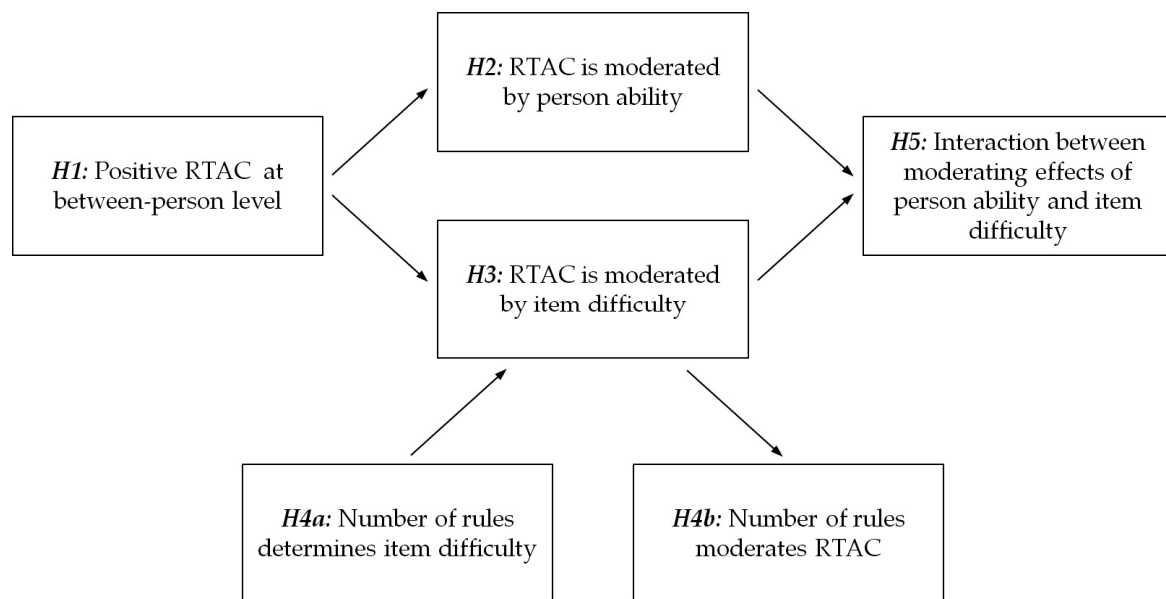 H2: RTAC is moderated
by person ability
H1: Positive RTAC at
between-person level
H5: Interaction between
moderating effects of
person ability and item
difficulty
H3: RTAC is moderated
by item difficulty
H4a: Number of rules
determines item difficulty
H4b: Number of rules
moderates RTAC